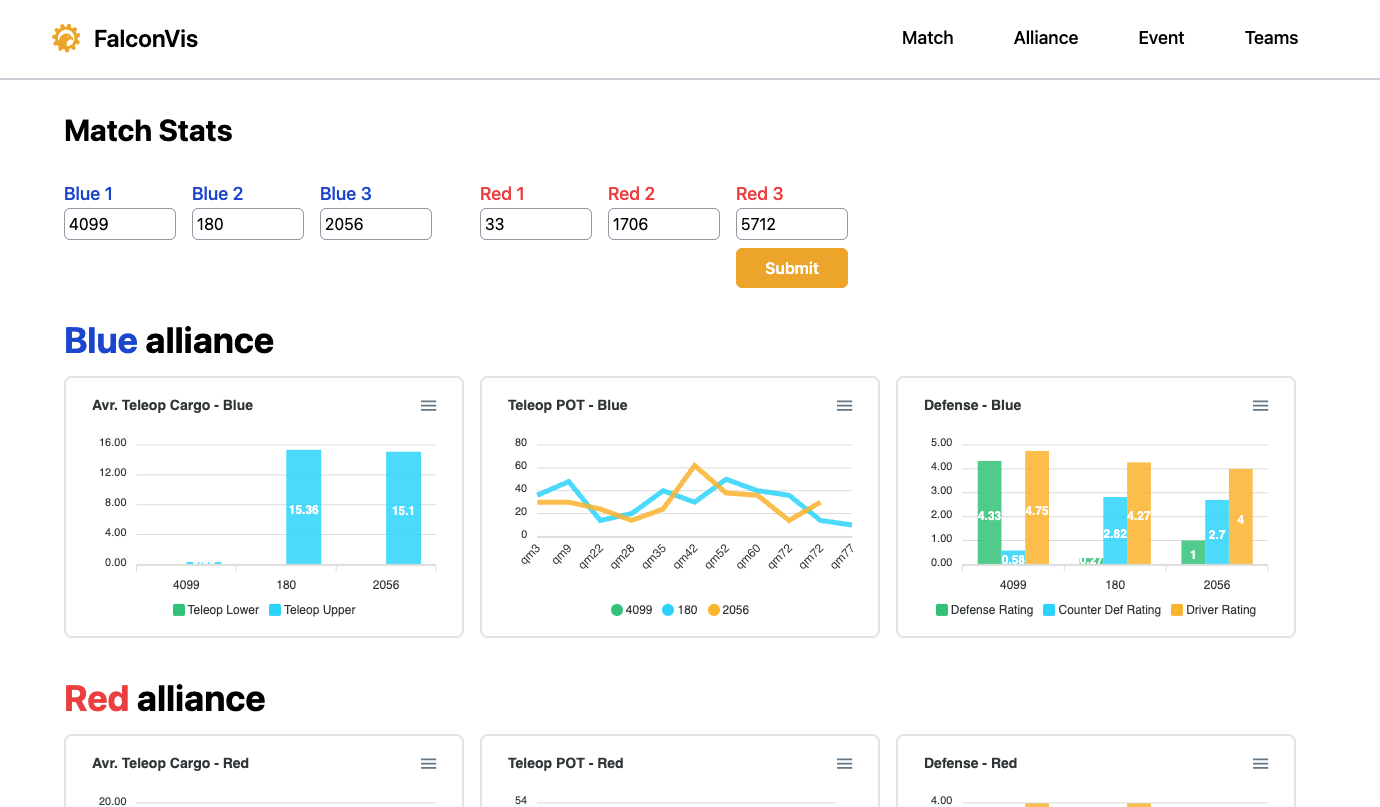 FalconVis
Match Alliance Event Teams
Match Stats
Blue 1 Blue 2 Blue 3 Red 1 Red 2 Red 3
4099 180 2056 33 1706 5712
Submit
Blue alliance
Avr. Teleop Cargo - Blue
16.00
12.00
8.00
4.00
0.00
15.36
15.1
4099 180 2056
Teleop Lower Teleop Upper
Teleop POT - Blue
80
60
40
20
0
qm3 qm9 qm22 qm28 qm35 qm42 qm52 qm60 qm72 qm72 qm77
4099 180 2056
Defense - Blue
5.00
4.00
3.00
2.00
1.00
0.00
4.33 0.58 4.75 0.27 2.82 4.27 1 2.7 4
4099 180 2056
Defense Rating Counter Def Rating Driver Rating
Red alliance
Avr. Teleop Cargo - Red
20.00
Teleop POT - Red
54
Defense - Red
4.00